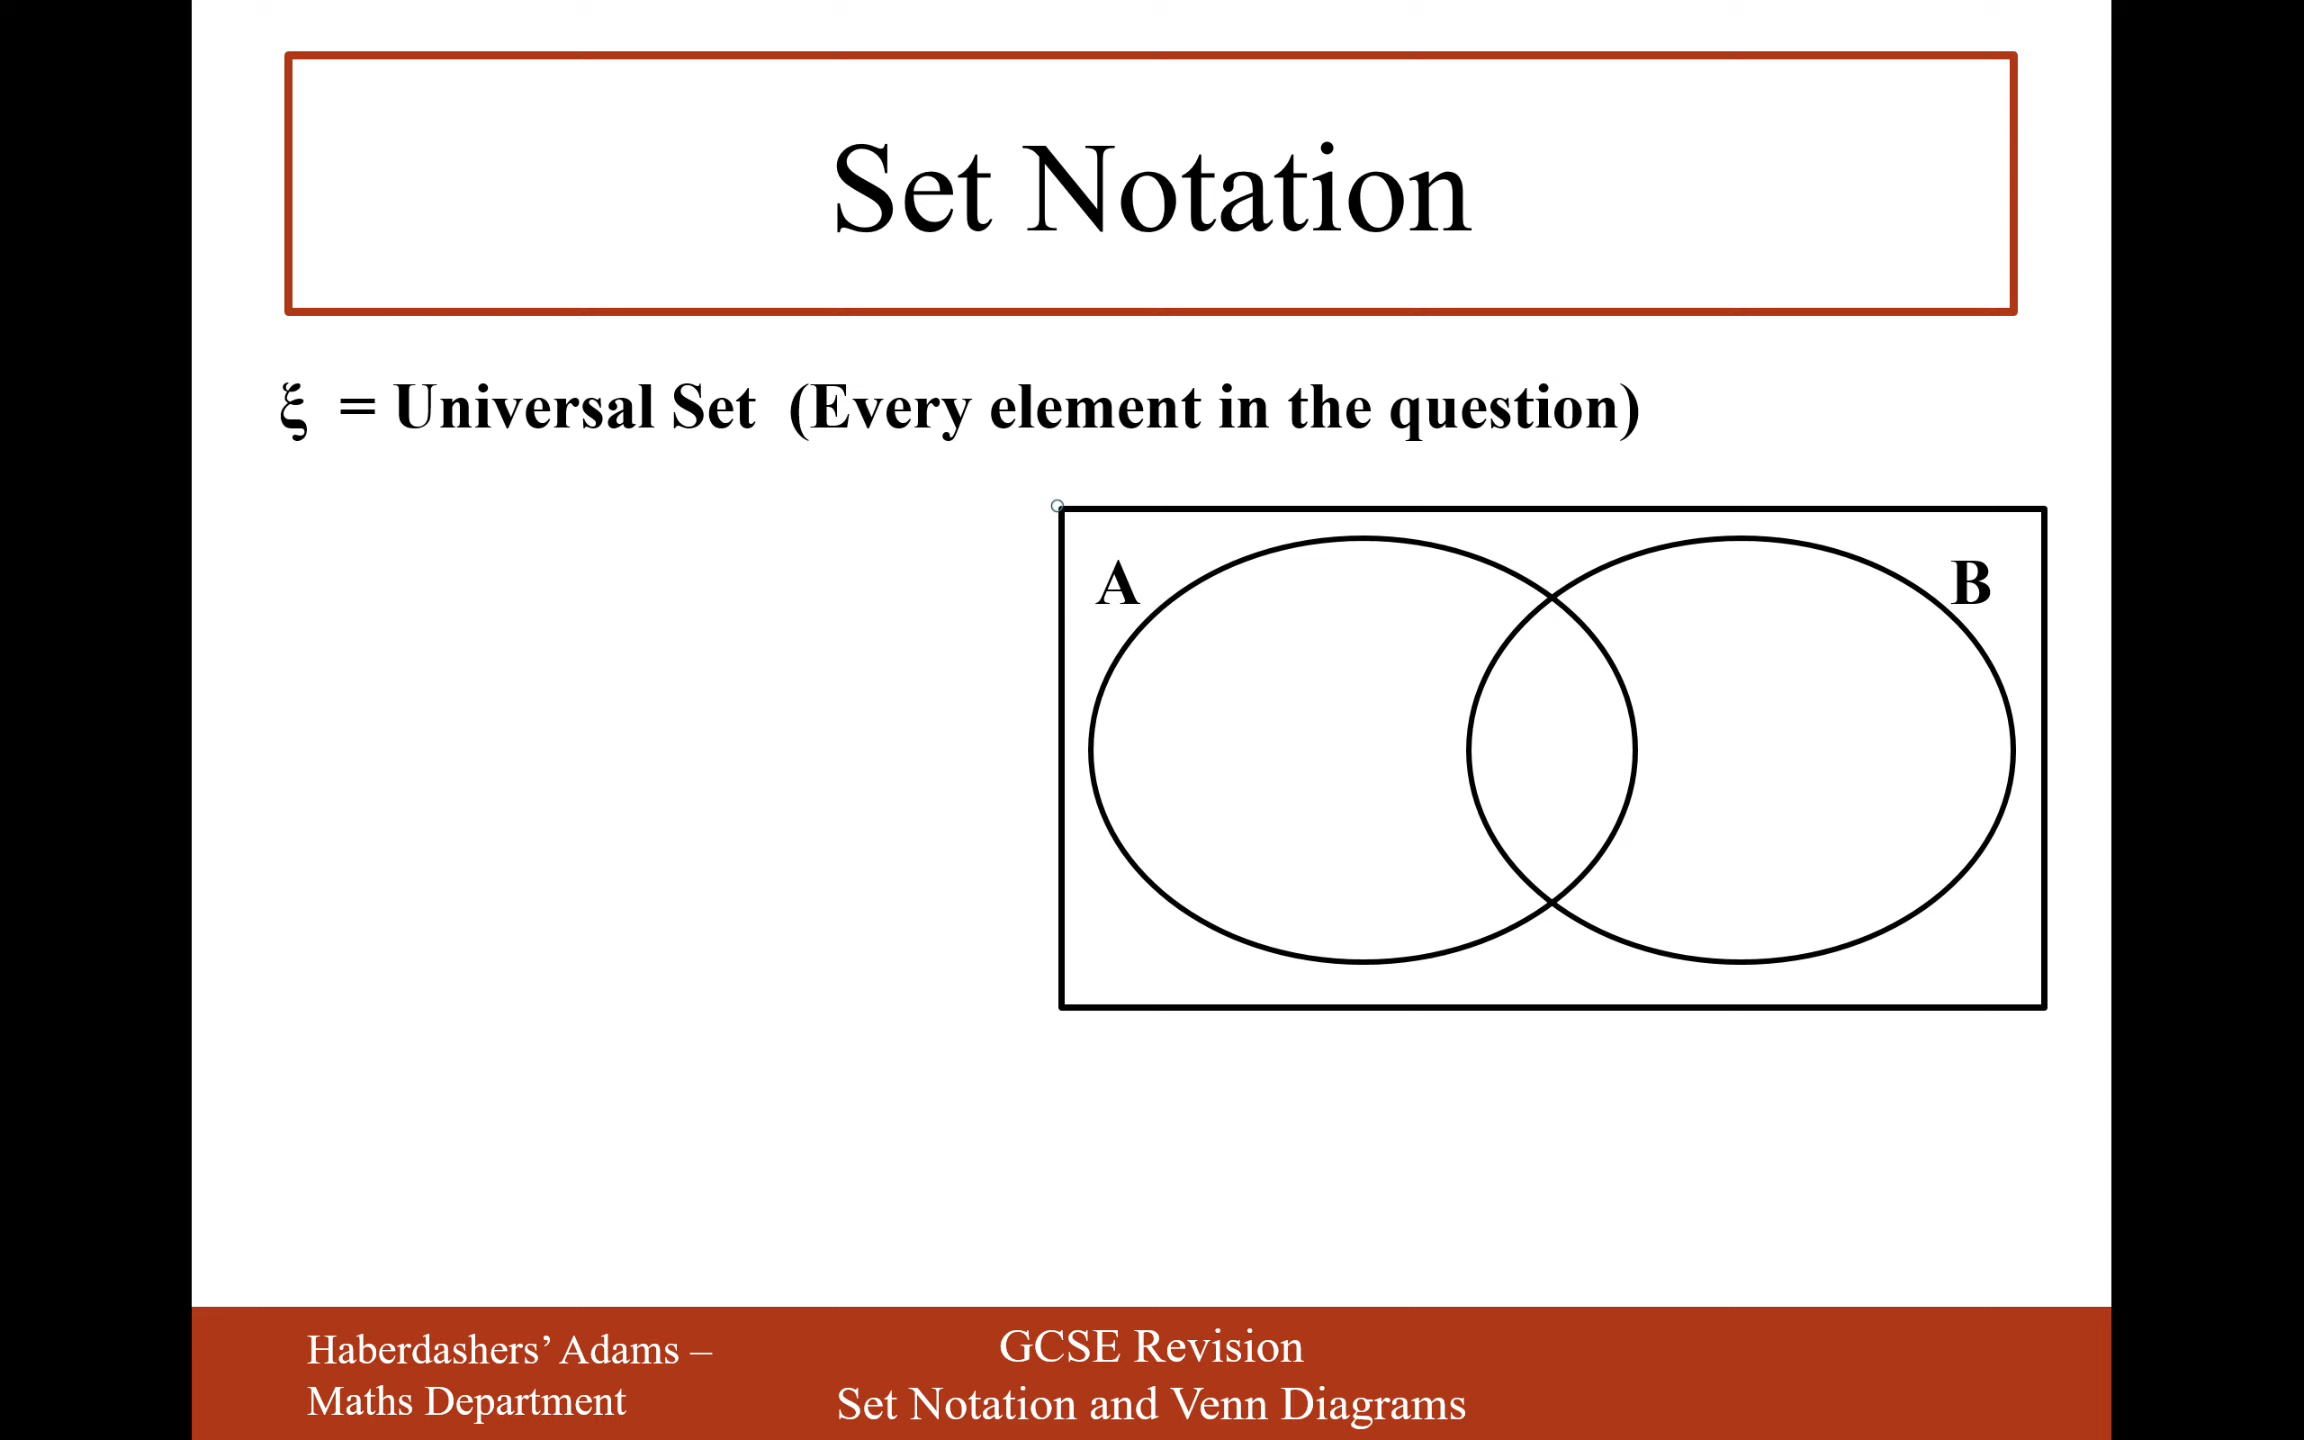 Set Notation
ξ = Universal Set (Every element in the question)
A
B
Haberdashers’ Adams –
Maths Department
GCSE Revision
Set Notation and Venn Diagrams